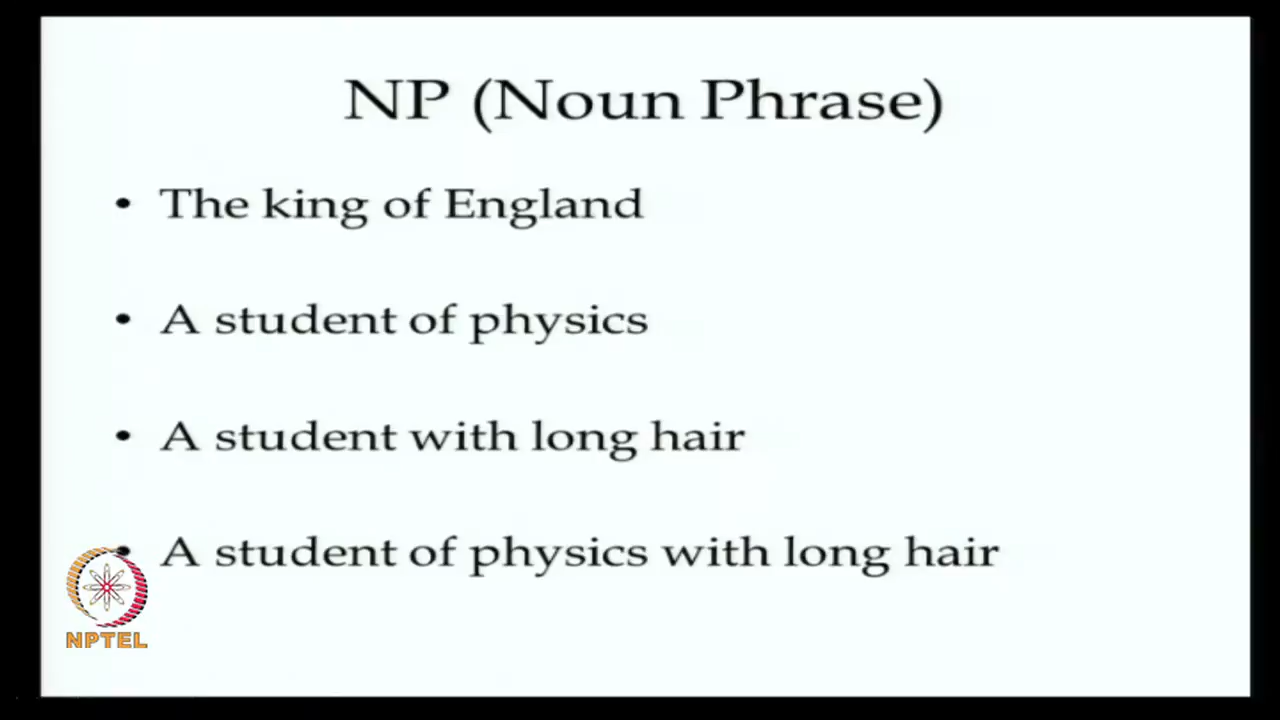 NP (Noun Phrase)
• The king of England
• A student of physics
• A student with long hair
• A student of physics with long hair
NPTEL